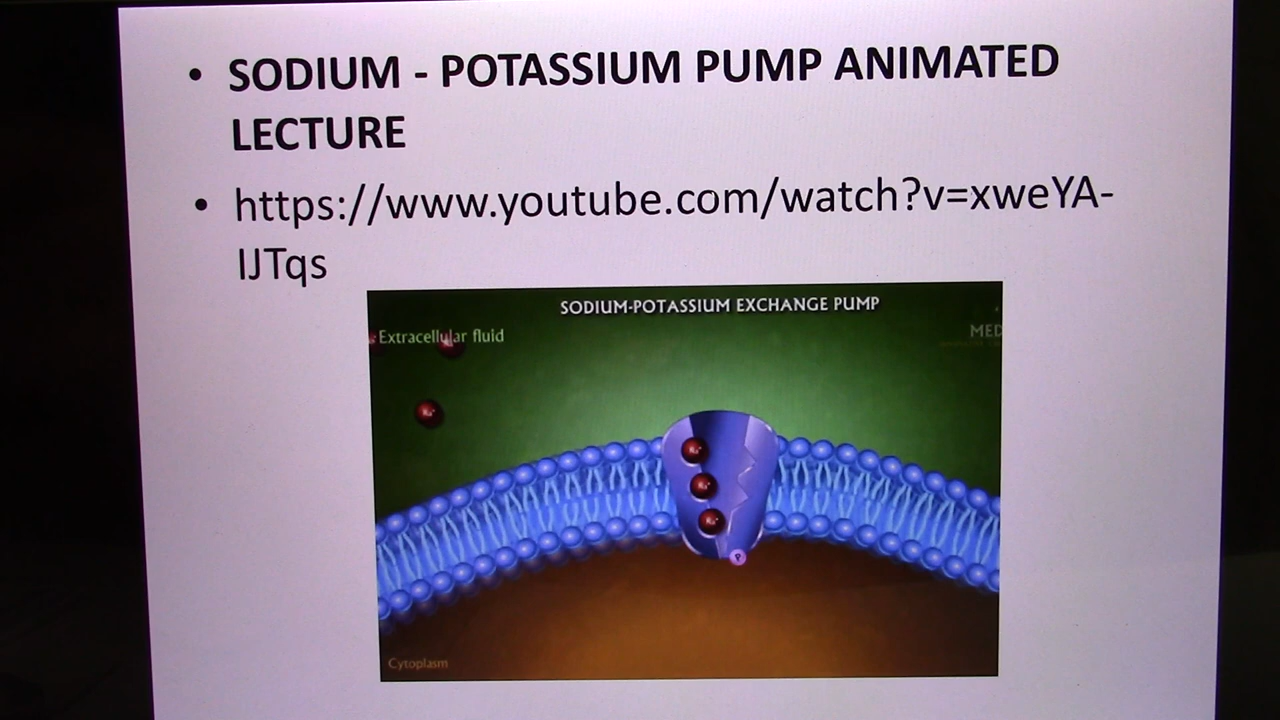 • SODIUM - POTASSIUM PUMP ANIMATED
LECTURE
• https://www.youtube.com/watch?v=xweYA-
IJTqs
SODIUM-POTASSIUM EXCHANGE PUMP
Extracellular fluid
MED
P
Cytoplasm